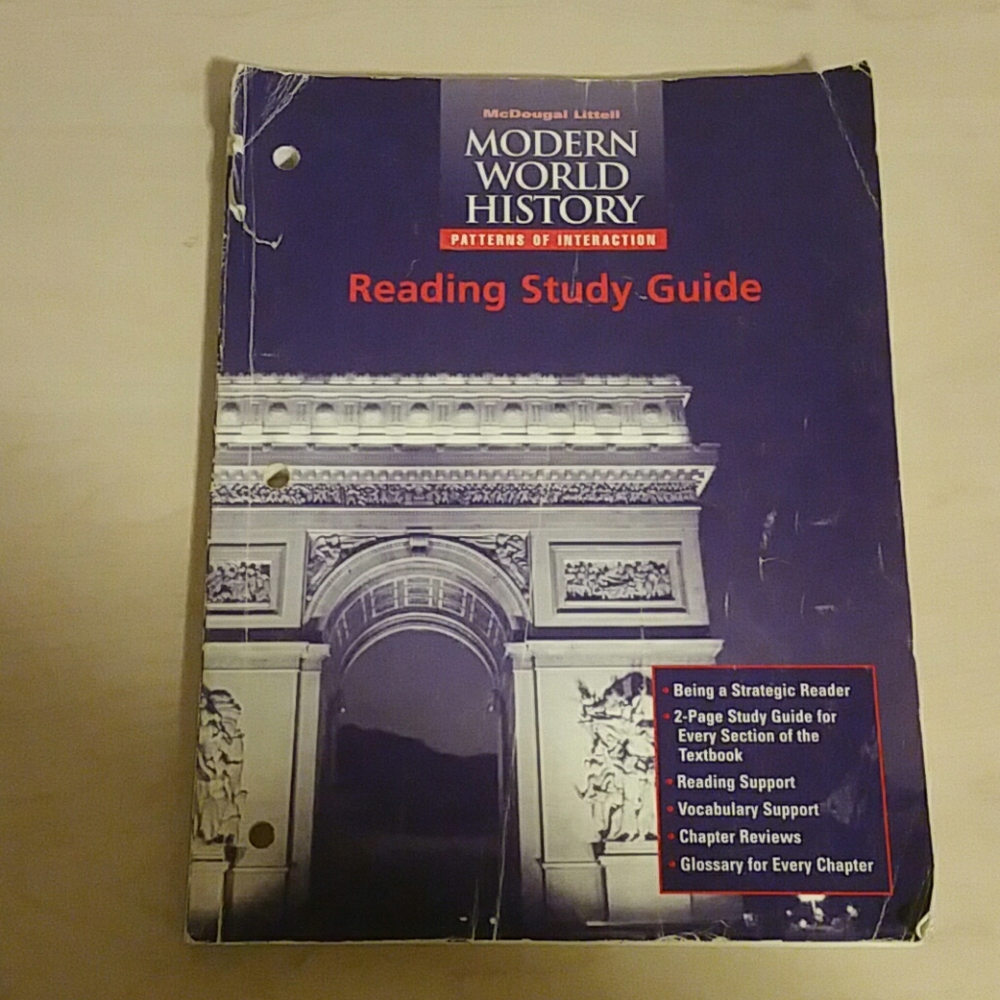 McDougal Littell
MODERN
WORLD
HISTORY
PATTERNS OF INTERACTION
Reading Study Guide
• Being a Strategic Reader
• 2-Page Study Guide for
Every Section of the
Textbook
• Reading Support
• Vocabulary Support
• Chapter Reviews
• Glossary for Every Chapter